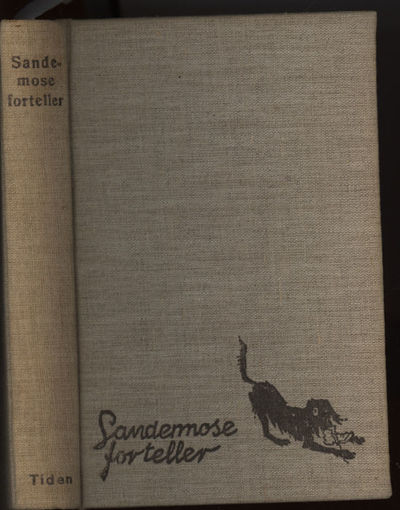 Sande-
mose
forteller
Tiden
Sandemose
forteller